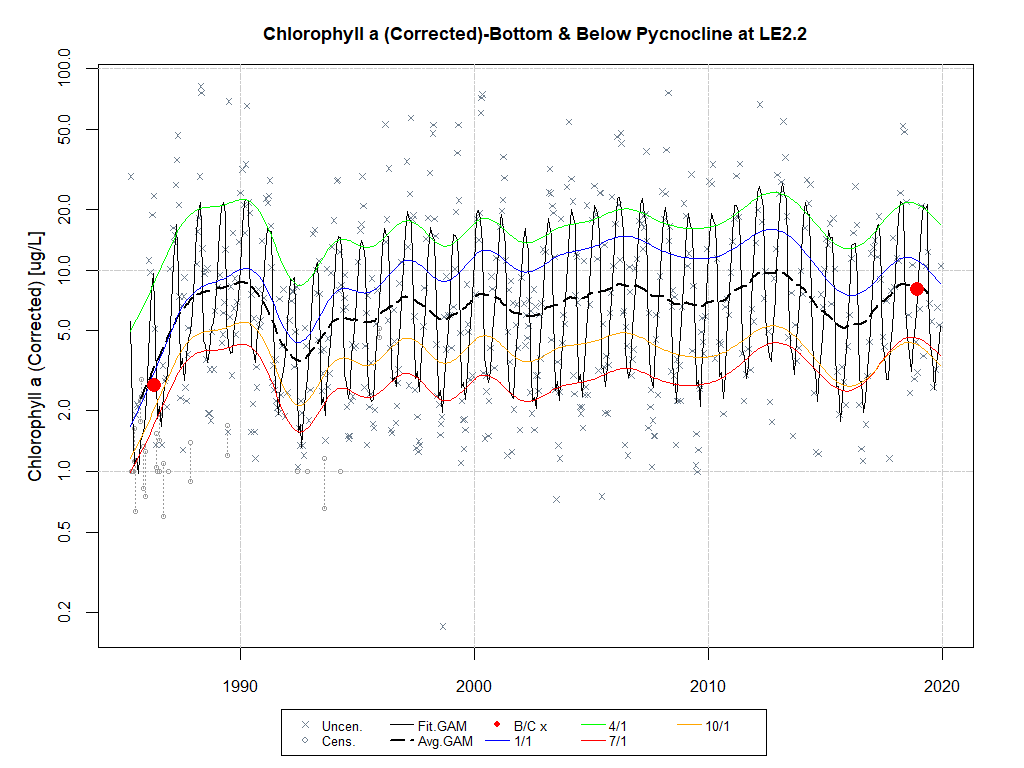 Chlorophyll a (Corrected)-Bottom & Below Pycnocline at LE2.2
Chlorophyll a (Corrected) [ug/L]
100.0
50.0
20.0
10.0
5.0
2.0
1.0
0.5
0.2
1990 2000 2010 2020
Uncen. Fit.GAM B/C x 4/1 10/1
Cens. Avg.GAM 1/1 7/1